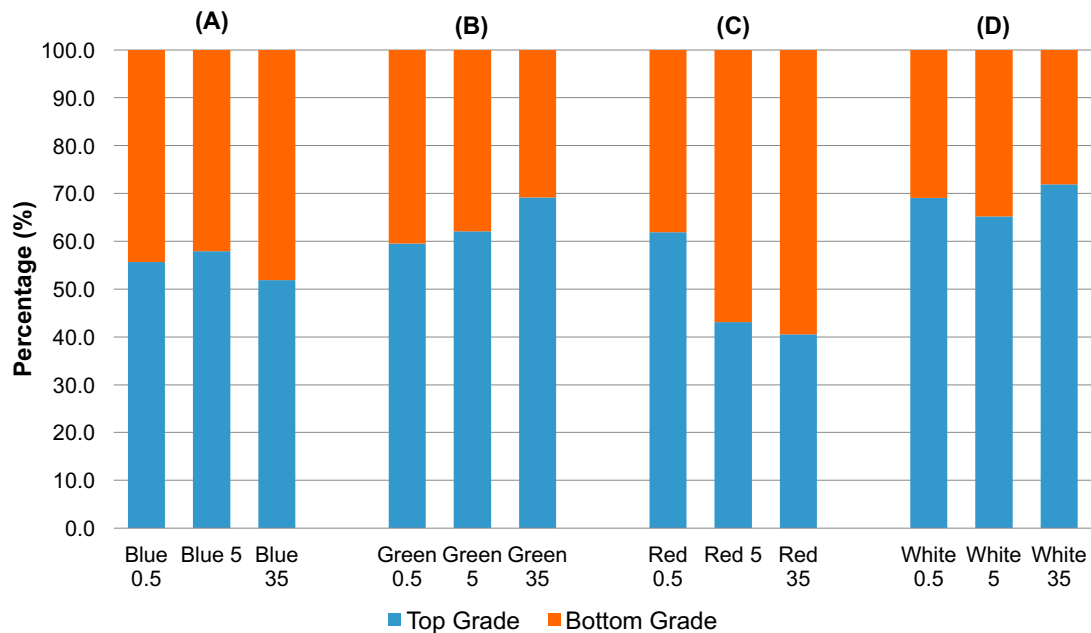 (A) (B) (C) (D)
Percentage (%)
100.0
90.0
80.0
70.0
60.0
50.0
40.0
30.0
20.0
10.0
0.0
Blue Blue 5 Blue Green Green Green Red Red 5 Red White White White
0.5 35 0.5 5 35 0.5 35 0.5 5 35
Top Grade Bottom Grade